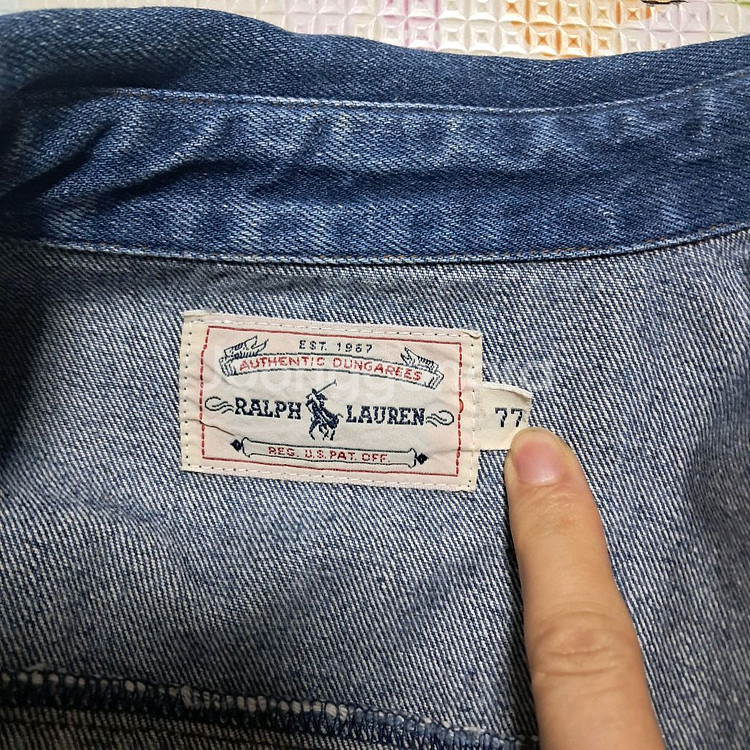 EST. 1967
AUTHENTIC DUNGAREES
RALPH LAUREN
REG. U.S. PAT. OFF.
77